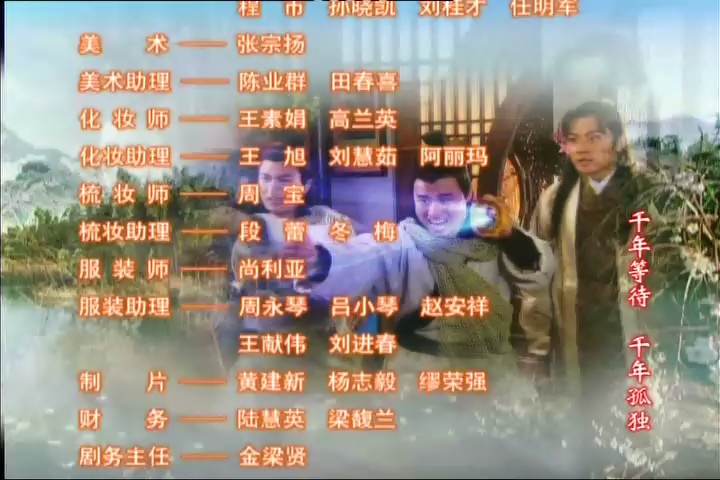 程市 孙晓凯 刘桂才 任明军
美术——张宗扬
美术助理——陈业群 田春喜
化妆师——王素娟 高兰英
化妆助理——王旭 刘慧茹 阿丽玛
梳妆师——周宝
梳妆助理——段蕾 冬梅
服装师——尚利亚
服装助理——周永琴 吕小琴 赵安祥
王献伟 刘进春
制片——黄建新 杨志毅 缪荣强
财务——陆慧英 梁馥兰
剧务主任——金梁贤
千年等待 千年孤独